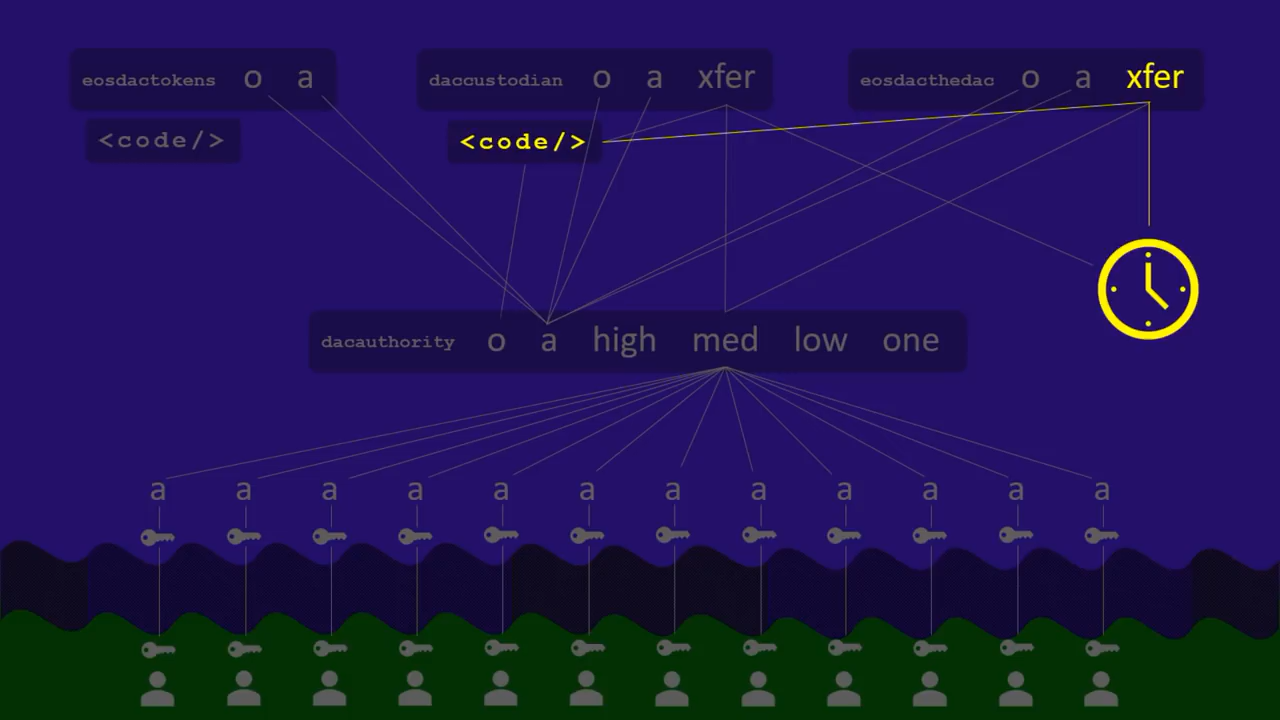 eosdactokens o a
daccustodian o a xfer
eosdacthedac o a xfer
<code/>
<code/>
dacauthority o a high med low one
a a a a a a a a a a a a